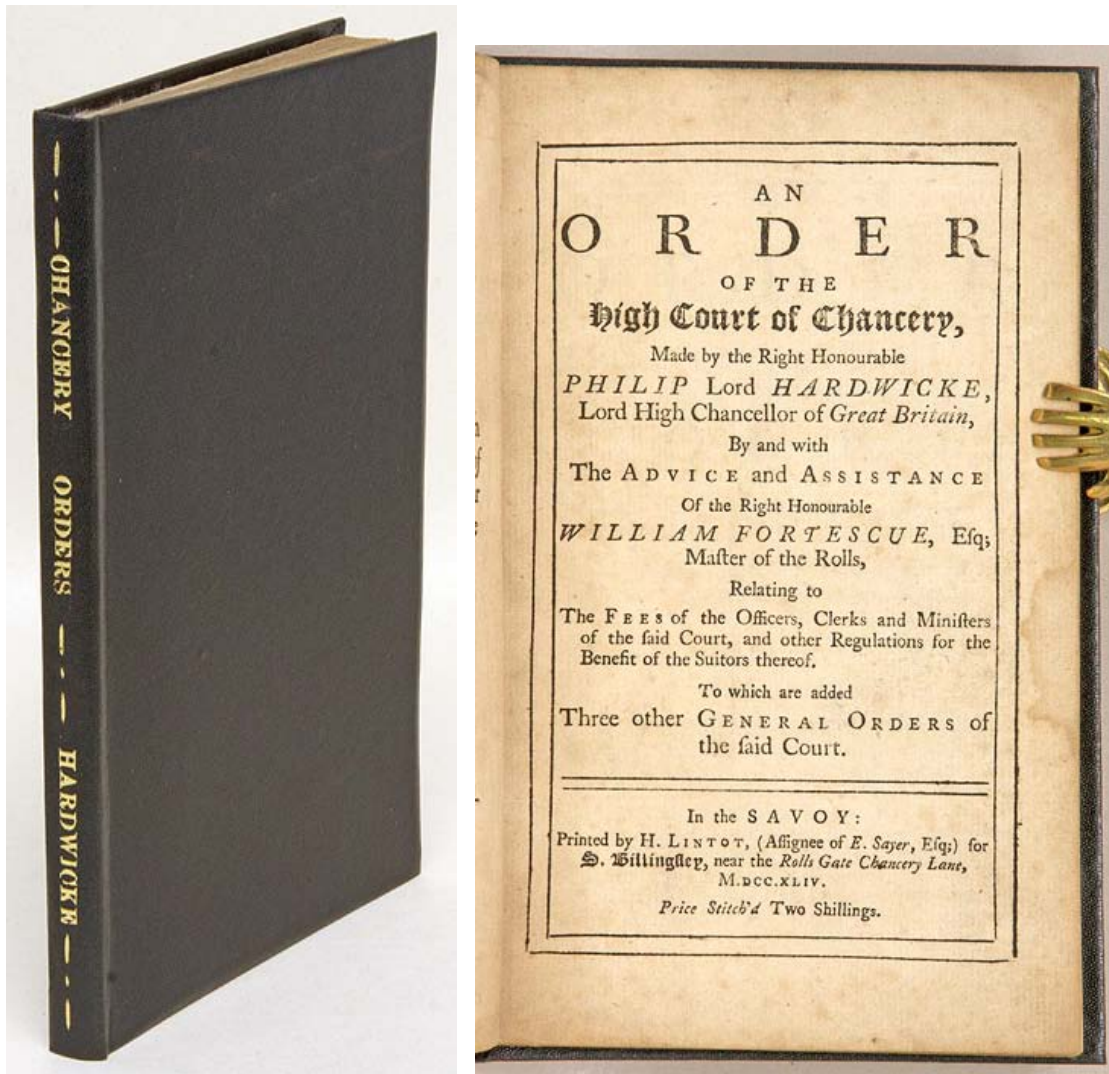 CHANCERY ORDERS HARDWICKE
AN
ORDER
OF THE
High Court of Chancery,
Made by the Right Honourable
PHILIP Lord HARDWICKE,
Lord High Chancellor of Great Britain,
By and with
The ADVICE and ASSISTANCE
Of the Right Honourable
WILLIAM FORTESCUE, Eſq;
Maſter of the Rolls,
Relating to
The FEES of the Officers, Clerks and Miniſters
of the ſaid Court, and other Regulations for the
Benefit of the Suitors thereof.
To which are added
Three other GENERAL ORDERS of
the ſaid Court.
In the SAVOY:
Printed by H. LINTOT, (Aſſignee of E. Sayer, Eſq;) for
S. Billingſley, near the Rolls Gate Chancery Lane,
M.DCC.XLIV.
Price Stitch'd Two Shillings.